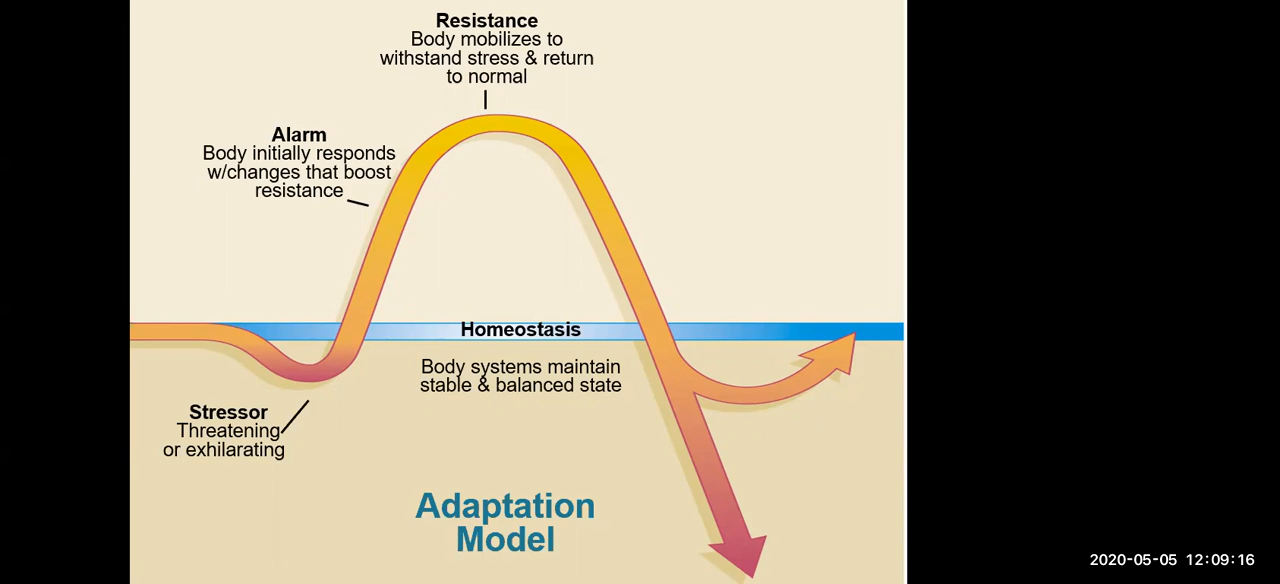 Resistance
Body mobilizes to
withstand stress & return
to normal
Alarm
Body initially responds
w/changes that boost
resistance
Homeostasis
Body systems maintain
stable & balanced state
Stressor
Threatening
or exhilarating
Adaptation
Model
2020-05-05 12:09:16